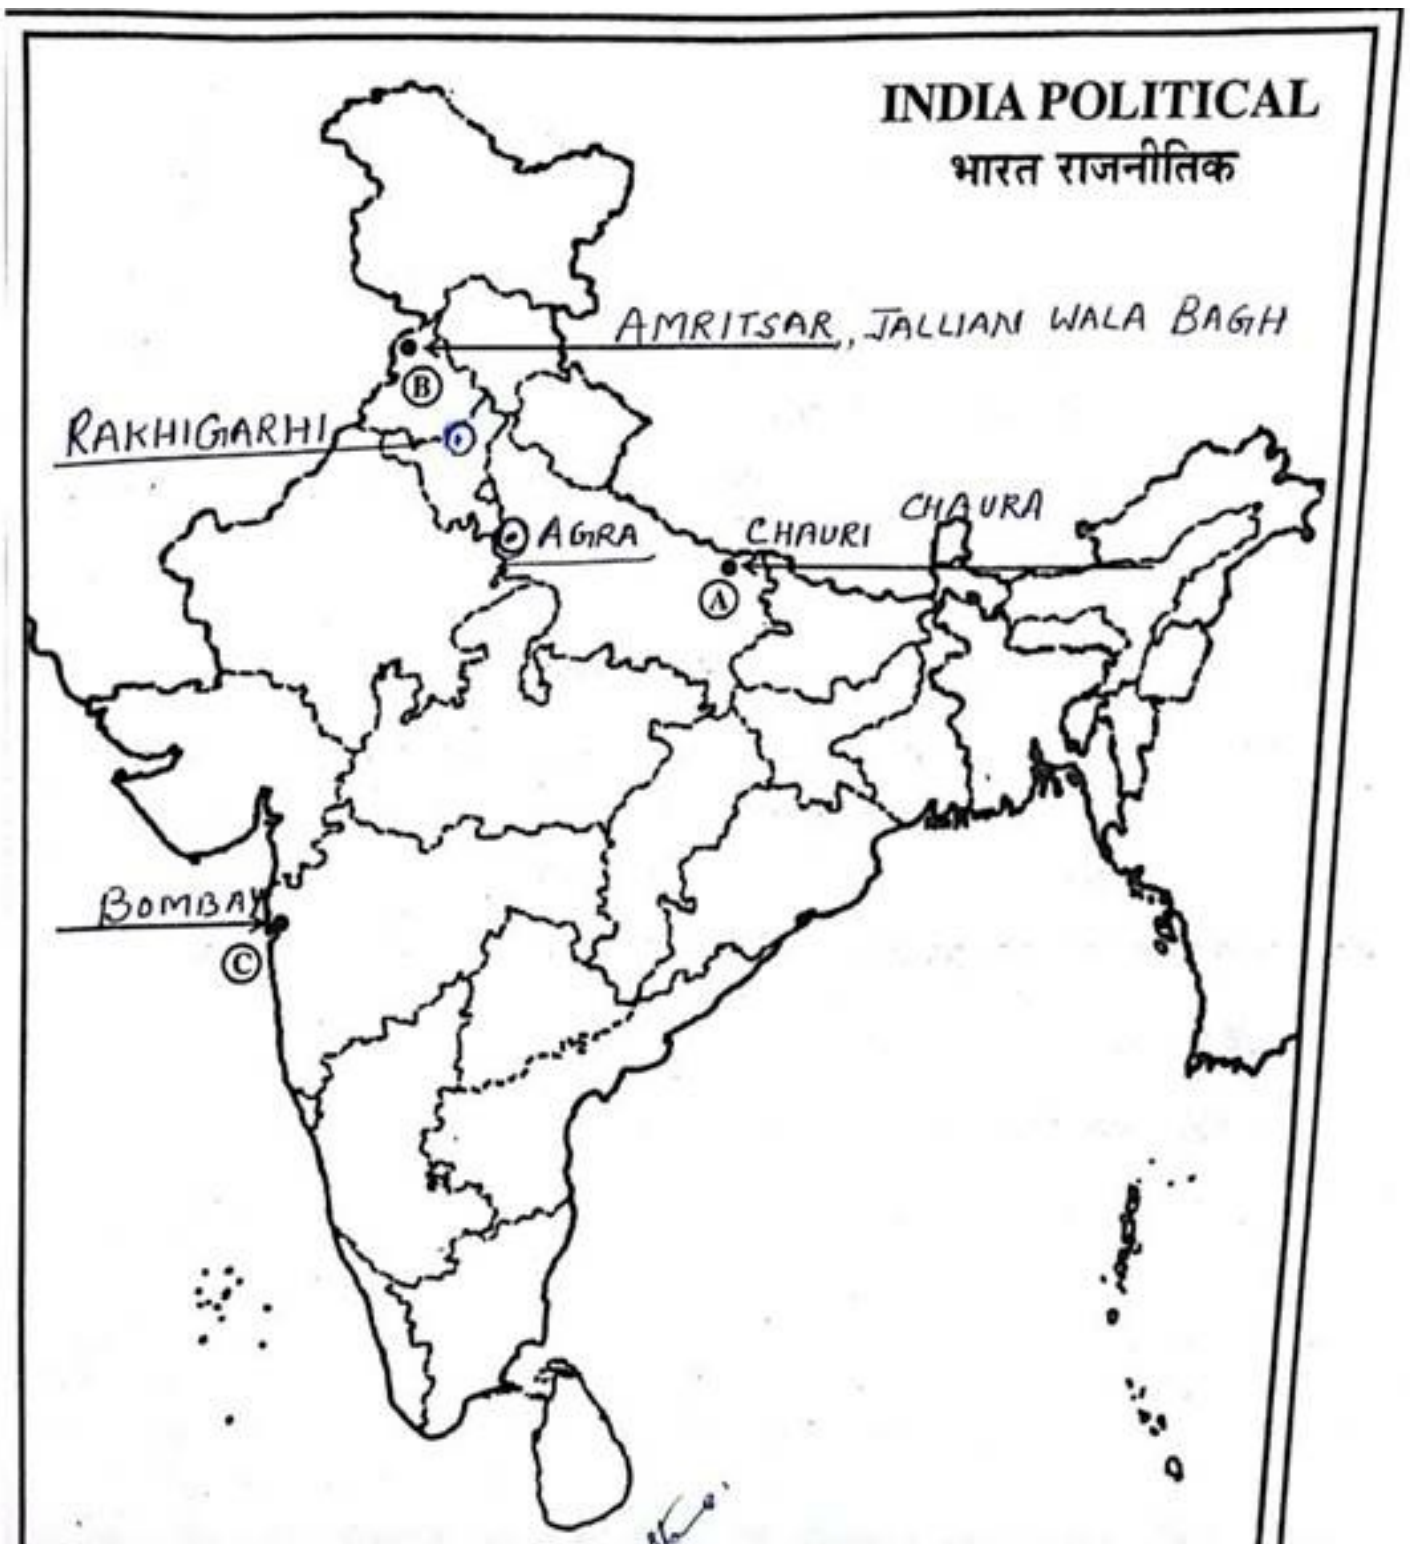 INDIA POLITICAL
भारत राजनीतिक
AMRITSAR, JALLIAN WALA BAGH
B
RAKHIGARHI
AGRA
CHAURI CHAURA
A
BOMBAY
C